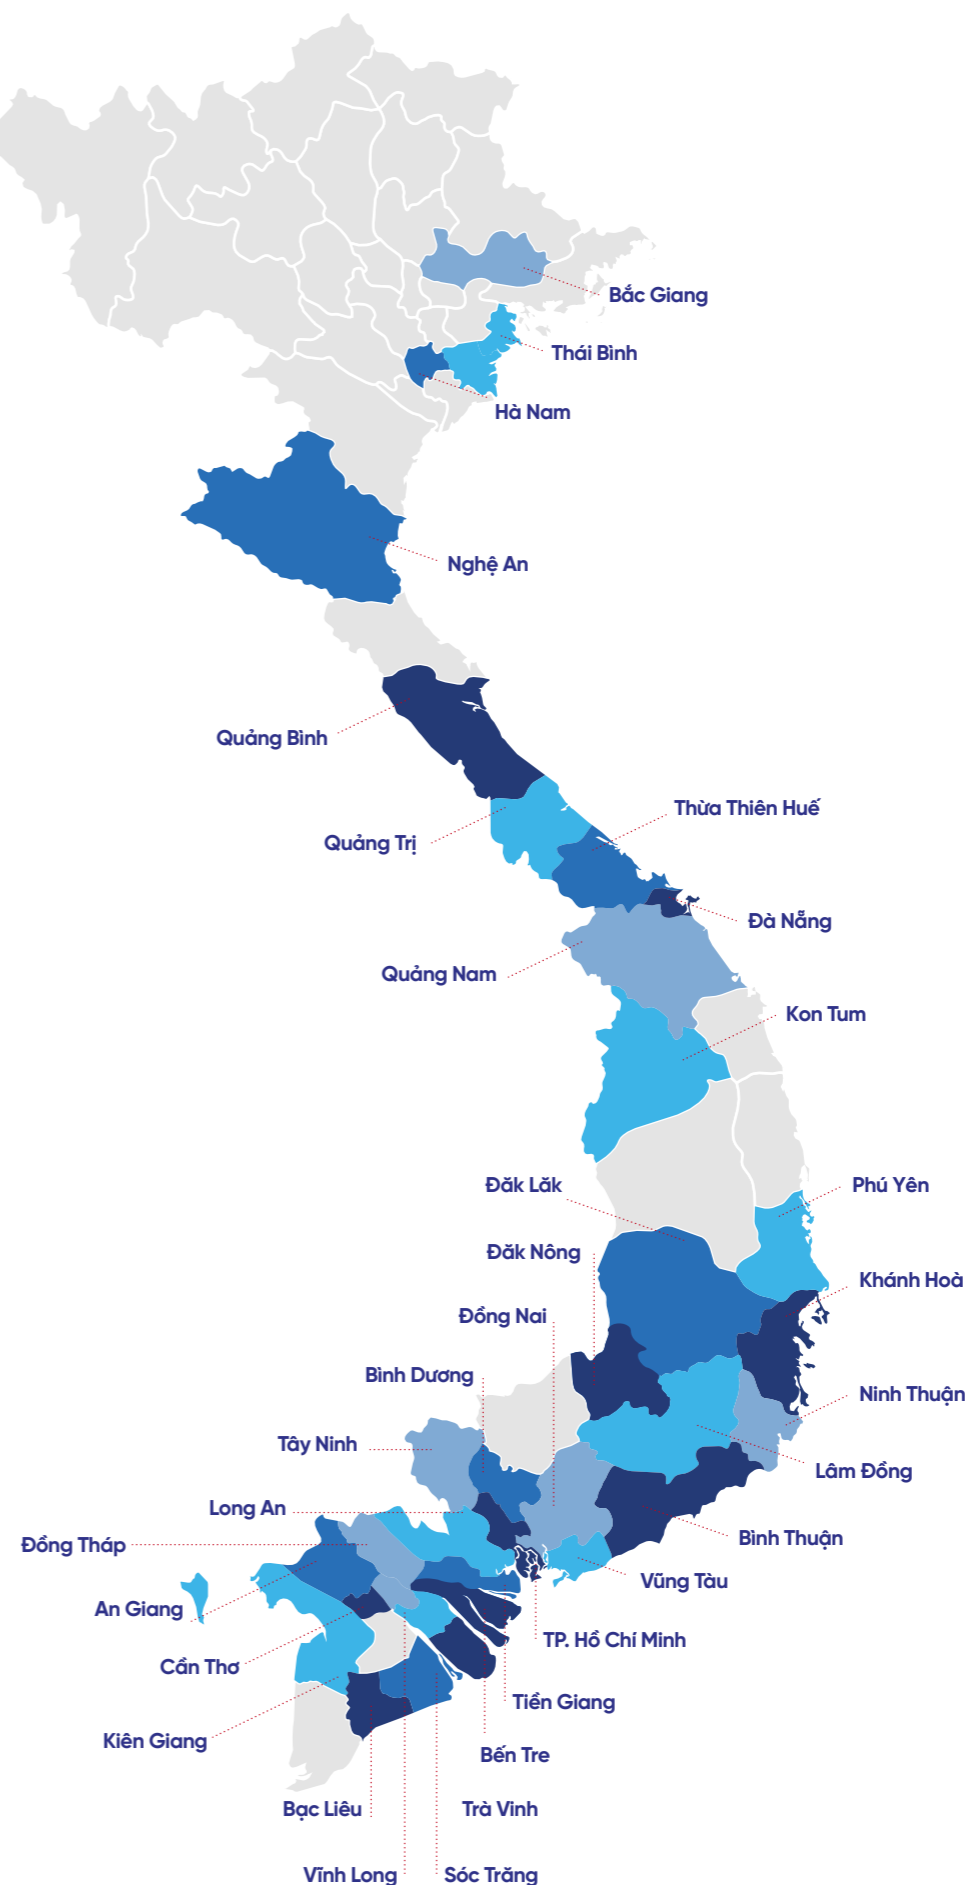 Bắc Giang
Thái Bình
Hà Nam
Nghệ An
Quảng Bình
Thừa Thiên Huế
Quảng Trị
Đà Nẵng
Quảng Nam
Kon Tum
Đăk Lăk
Phú Yên
Đăk Nông
Khánh Hoà
Đồng Nai
Bình Dương
Ninh Thuận
Tây Ninh
Lâm Đồng
Long An
Bình Thuận
Đồng Tháp
Vũng Tàu
An Giang
TP. Hồ Chí Minh
Cần Thơ
Tiền Giang
Kiên Giang
Bến Tre
Bạc Liêu
Trà Vinh
Vĩnh Long
Sóc Trăng